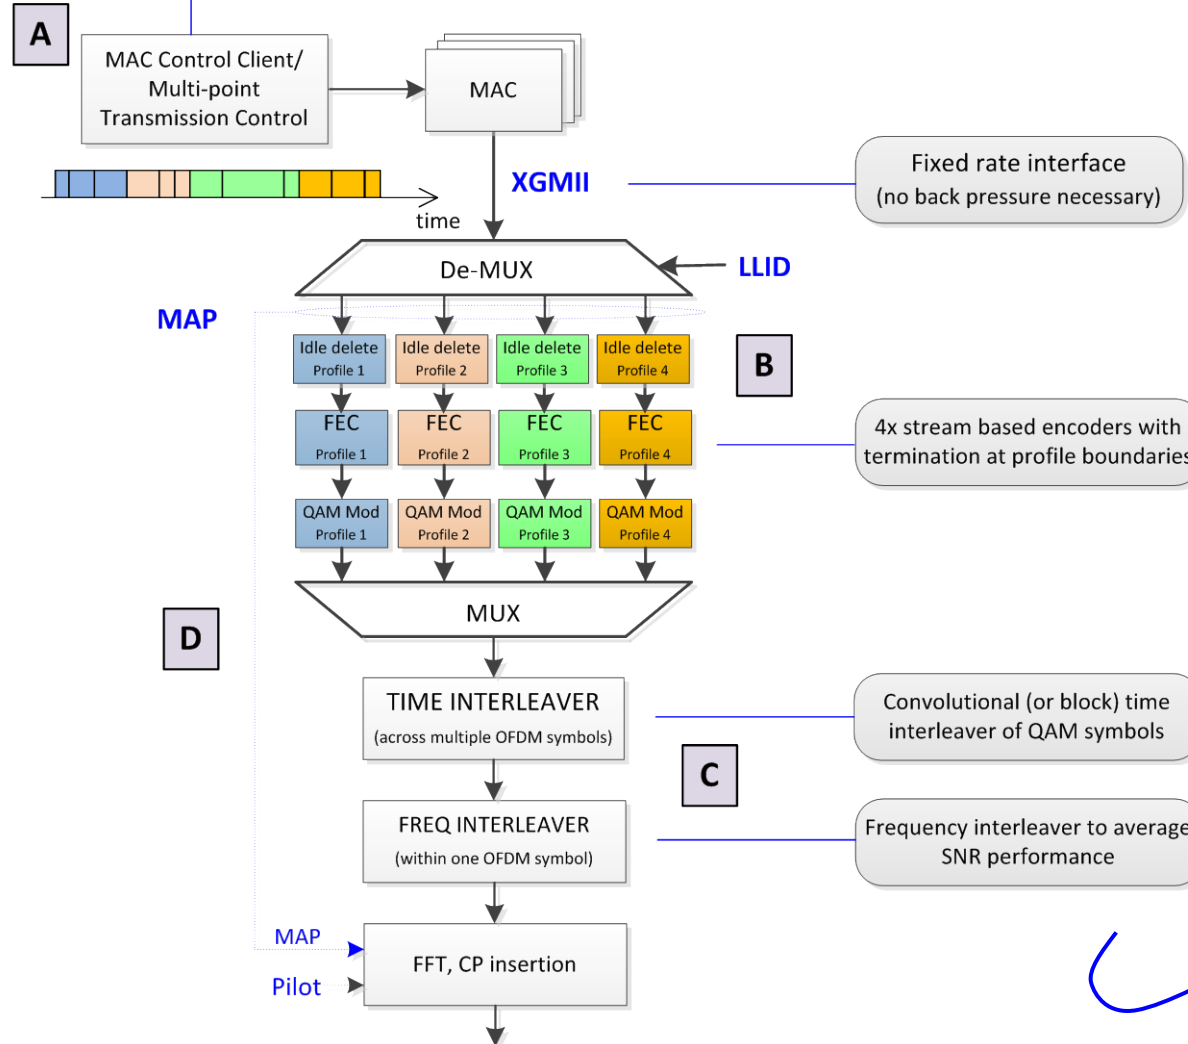 A
MAC Control Client/
Multi-point
Transmission Control
MAC
XGMII
Fixed rate interface
(no back pressure necessary)
time
De-MUX
LLID
MAP
Idle delete
Profile 1
Idle delete
Profile 2
Idle delete
Profile 3
Idle delete
Profile 4
B
FEC
Profile 1
FEC
Profile 2
FEC
Profile 3
FEC
Profile 4
4x stream based encoders with
termination at profile boundaries
QAM Mod
Profile 1
QAM Mod
Profile 2
QAM Mod
Profile 3
QAM Mod
Profile 4
MUX
D
TIME INTERLEAVER
(across multiple OFDM symbols)
Convolutional (or block) time
interleaver of QAM symbols
C
FREQ INTERLEAVER
(within one OFDM symbol)
Frequency interleaver to average
SNR performance
MAP
FFT, CP insertion
Pilot